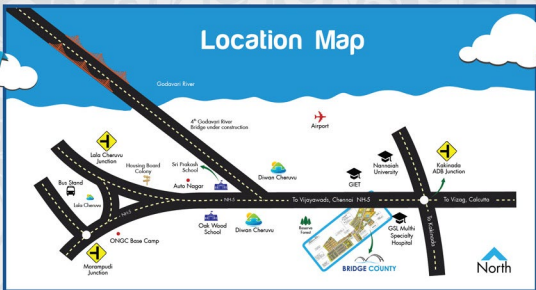 Location Map
Godavari River
4th Godavari River
Bridge under construction
Airport
Lala Cheruvu
Junction
Housing Board
Colony
Sri Prakash
School
Auto Nagar
Diwan Cheruvu
GIET
Nannaiah
University
Kakinada
ADB Junction
Bus Stand
Lala Cheruvu
NH-5
NH-5
To Vijayawada, Chennai NH-5
To Vizag, Calcutta
To Kakinada
Oak Wood
School
Diwan Cheruvu
Reserve
Forest
GSL Multi
Specialty
Hospital
ONGC Base Camp
Morampudi
Junction
BRIDGE COUNTY
North